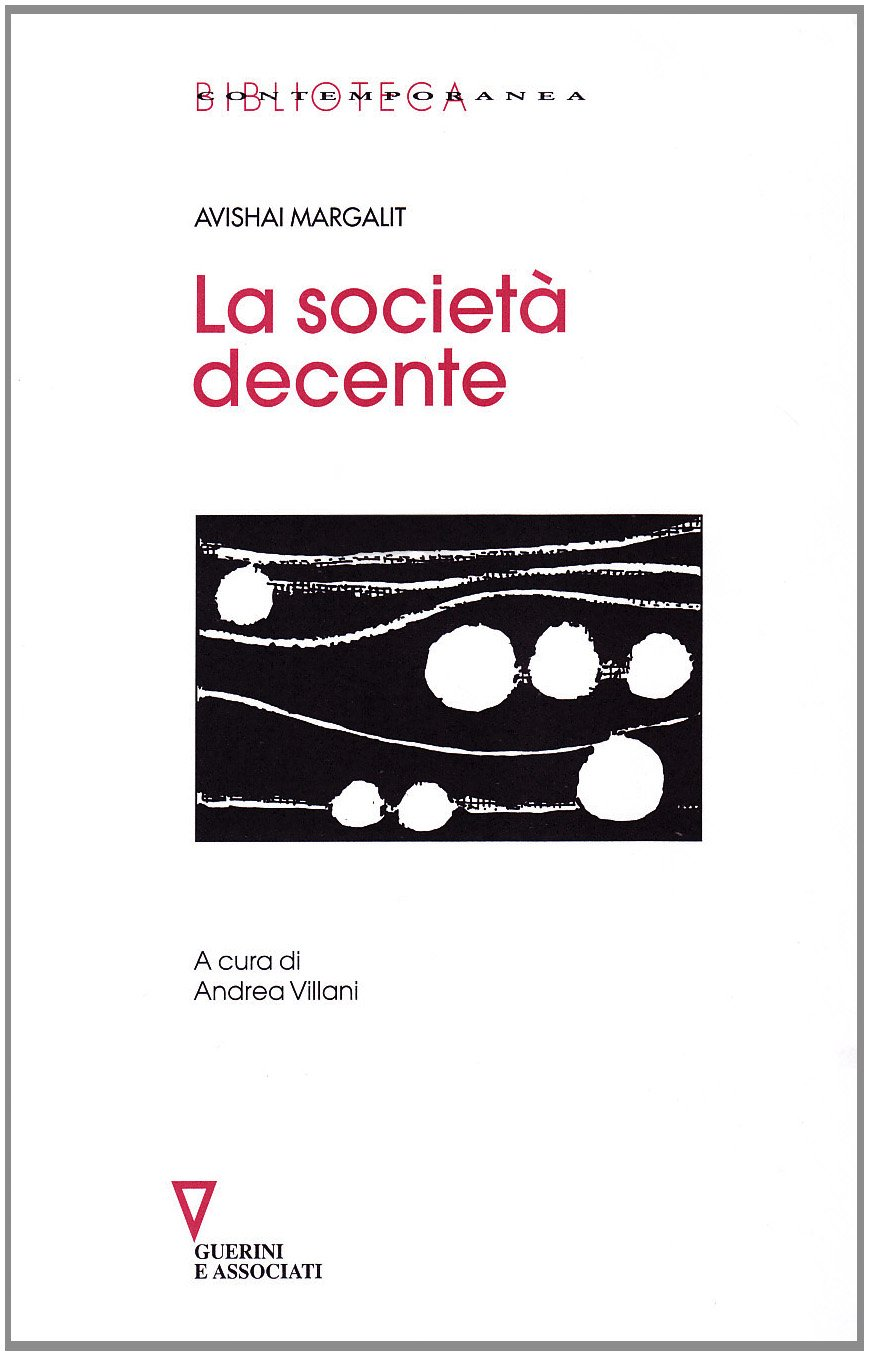 BIBLIOTECA
CONTEMPORANEA
AVISHAI MARGALIT
La società
decente
A cura di
Andrea Villani
GUERINI
E ASSOCIATI